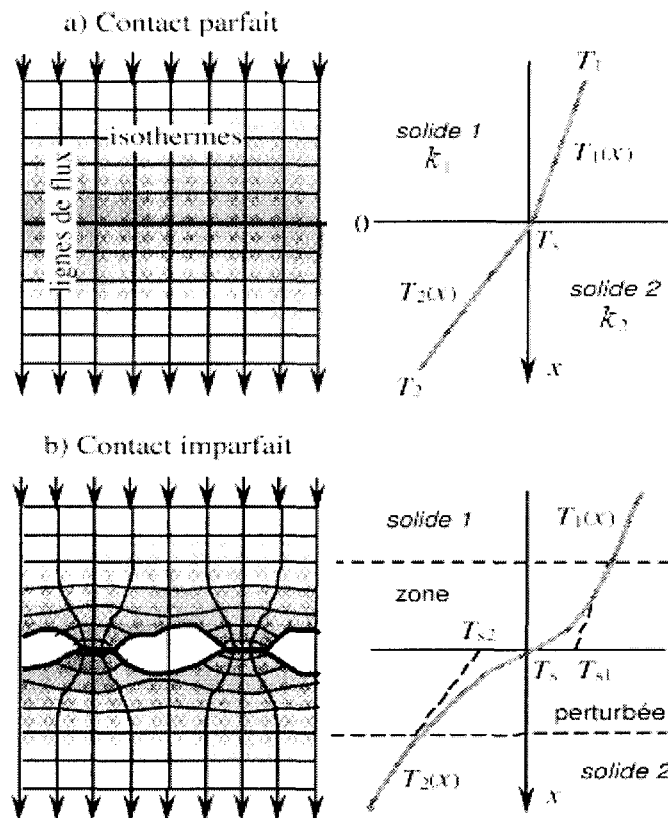 a) Contact parfait
isothermes
lignes de flux
T₁
solide 1
k₁
T₁(x)
0
Tₛ
T₂(x)
solide 2
k₂
T₂
x
b) Contact imparfait
solide 1
T₁(x)
zone
Tₛ₂
Tₛ
Tₛ₁
perturbée
T₂(x)
solide 2
x